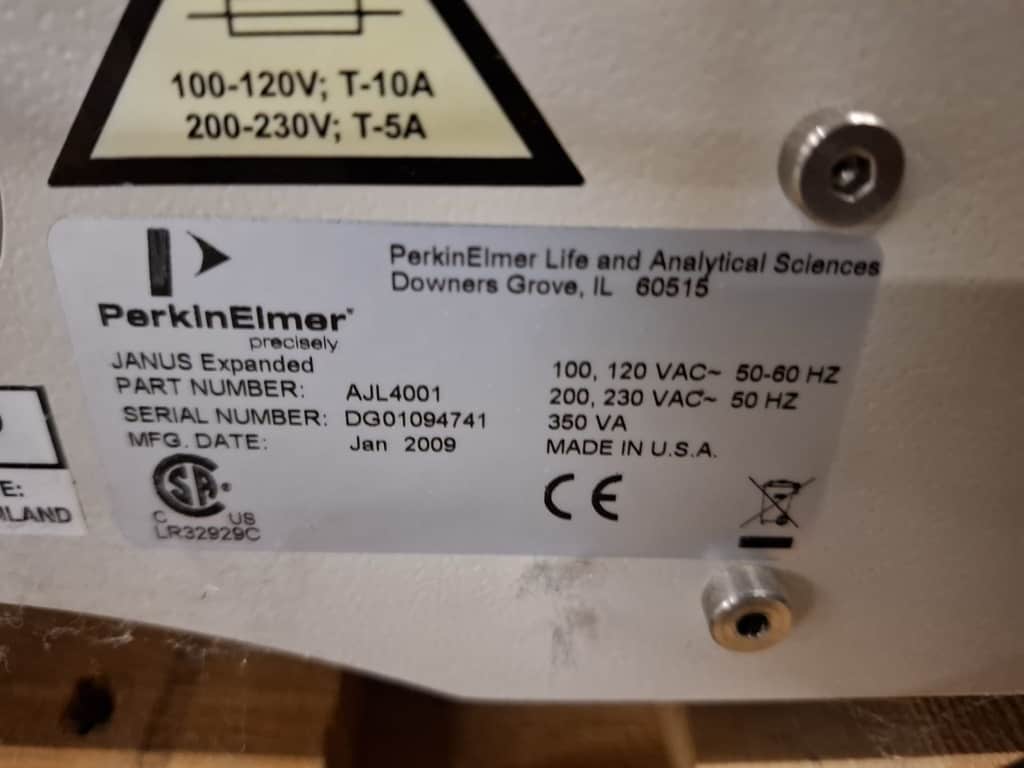 100-120V; T-10A
200-230V; T-5A
PerkinElmer Life and Analytical Sciences
Downers Grove, IL 60515
PerkinElmer
precisely
JANUS Expanded
PART NUMBER: AJL4001
SERIAL NUMBER: DG01094741
MFG. DATE: Jan 2009
100, 120 VAC~ 50-60 HZ
200, 230 VAC~ 50 HZ
350 VA
MADE IN U.S.A.
C US
LR32929C
CE
E:
LAND